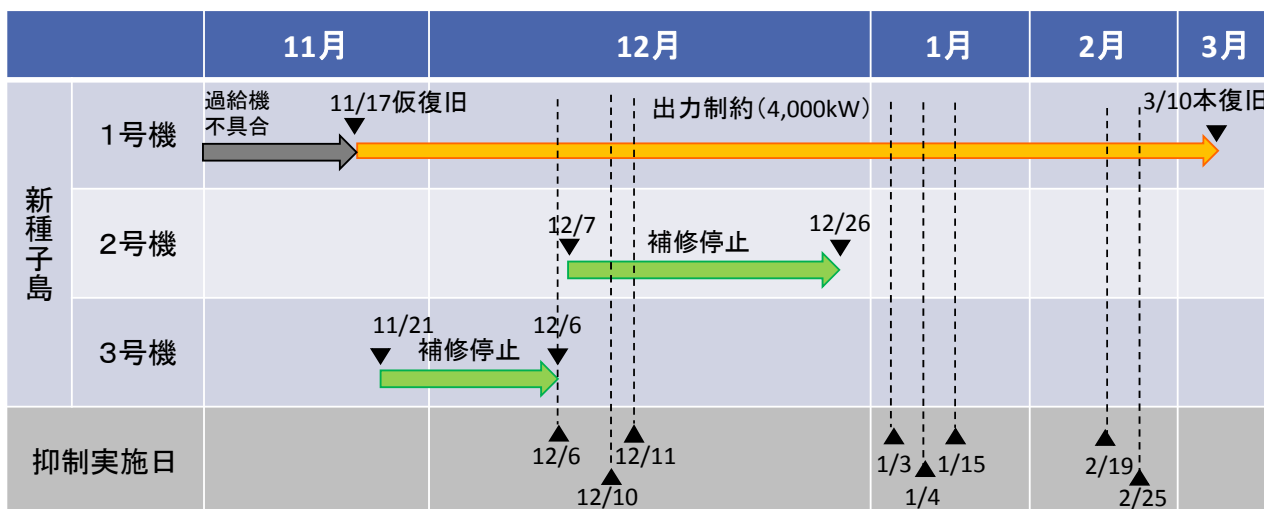 11月
12月
1月
2月
3月
新種子島
1号機
過給機
不具合
11/17仮復旧
出力制約(4,000kW)
3/10本復旧
2号機
12/7
補修停止
12/26
3号機
11/21
補修停止
12/6
抑制実施日
12/6
12/10
12/11
1/3
1/4
1/15
2/19
2/25